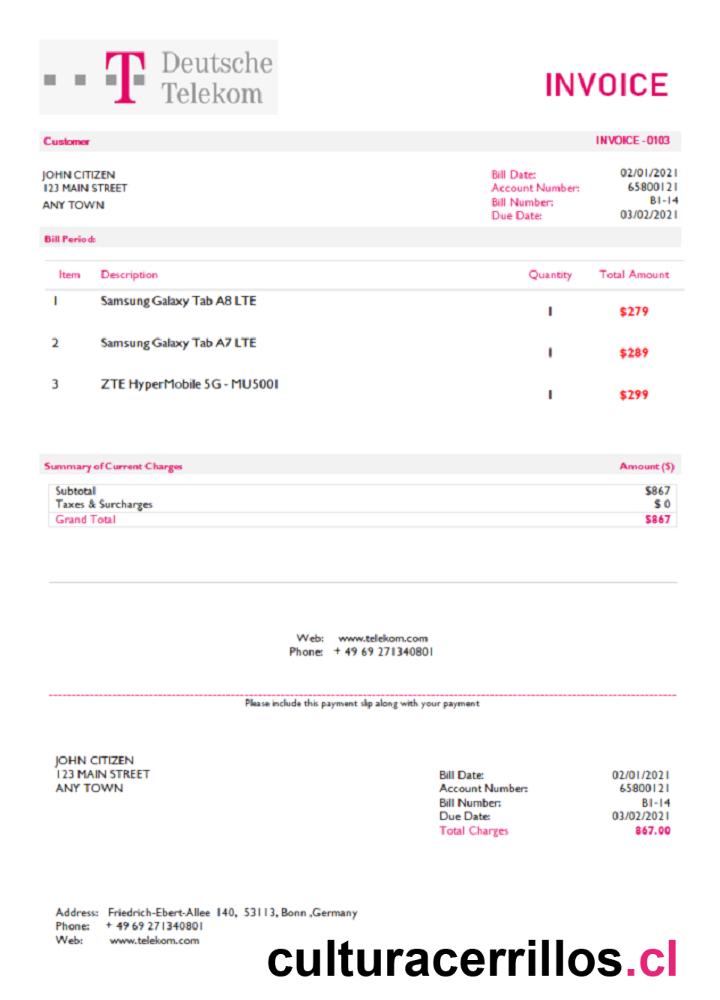 Deutsche
Telekom
INVOICE
Customer INVOICE -0103
JOHN CITIZEN
123 MAIN STREET
ANY TOWN
Bill Date: 02/01/2021
Account Number: 65800121
Bill Number: B1-14
Due Date: 03/02/2021
Bill Period:
Item Description Quantity Total Amount
1 Samsung Galaxy Tab A8 LTE 1 $279
2 Samsung Galaxy Tab A7 LTE 1 $289
3 ZTE HyperMobile 5G - MU5001 1 $299
Summary of Current Charges Amount ($)
Subtotal $867
Taxes & Surcharges $ 0
Grand Total $867
Web: www.telekom.com
Phone: + 49 69 271340801
Please include this payment slip along with your payment
JOHN CITIZEN
123 MAIN STREET
ANY TOWN
Bill Date: 02/01/2021
Account Number: 65800121
Bill Number: B1-14
Due Date: 03/02/2021
Total Charges 867.00
Address: Friedrich-Ebert-Allee 140, 53113, Bonn ,Germany
Phone: + 49 69 271340801
Web: www.telekom.com
culturacerrillos.cl